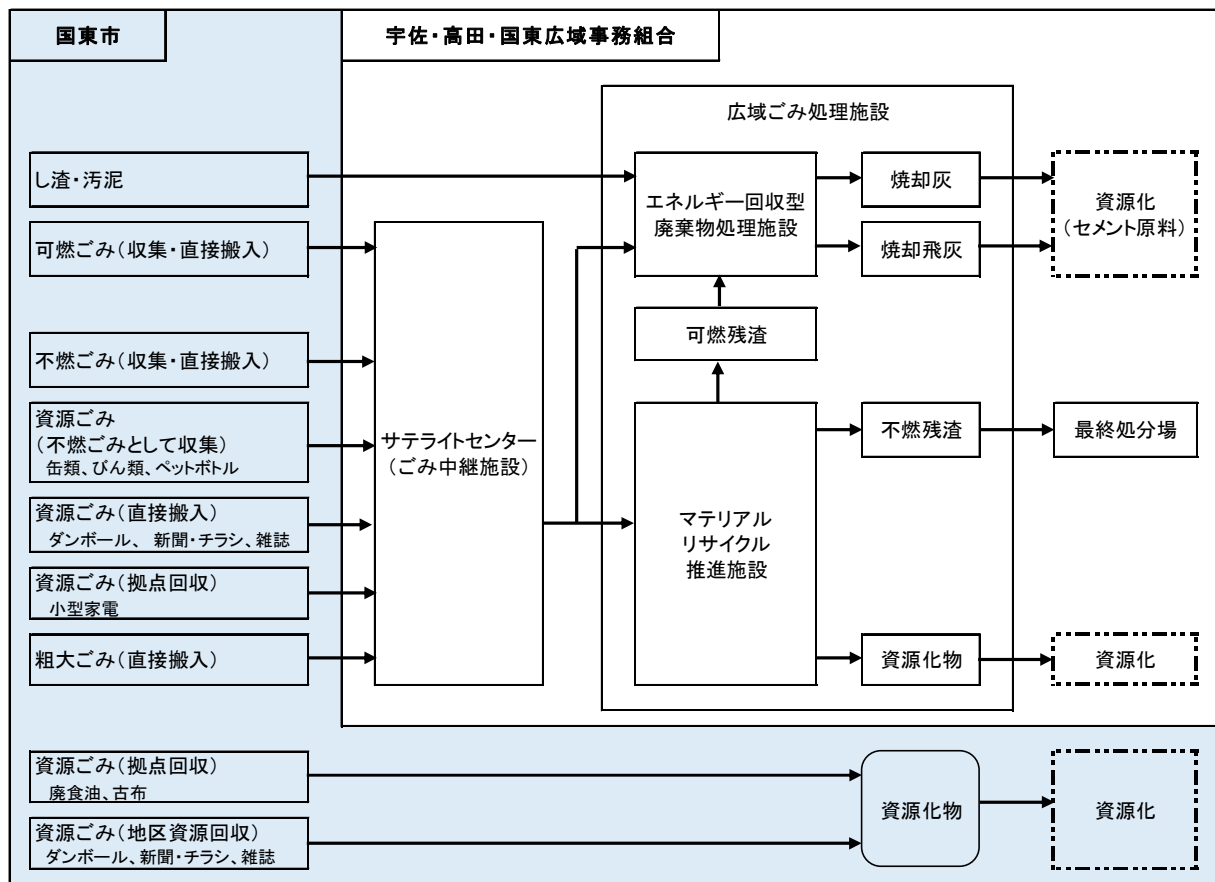 国東市
宇佐・高田・国東広域事務組合
広域ごみ処理施設
し渣・汚泥
エネルギー回収型
廃棄物処理施設
焼却灰
資源化
(セメント原料)
可燃ごみ(収集・直接搬入)
焼却飛灰
可燃残渣
不燃ごみ(収集・直接搬入)
資源ごみ
(不燃ごみとして収集)
缶類、びん類、ペットボトル
サテライトセンター
(ごみ中継施設)
不燃残渣
最終処分場
資源ごみ(直接搬入)
ダンボール、 新聞・チラシ、雑誌
マテリアル
リサイクル
推進施設
資源ごみ(拠点回収)
小型家電
粗大ごみ(直接搬入)
資源化物
資源化
資源ごみ(拠点回収)
廃食油、古布
資源化物
資源化
資源ごみ(地区資源回収)
ダンボール、新聞・チラシ、雑誌